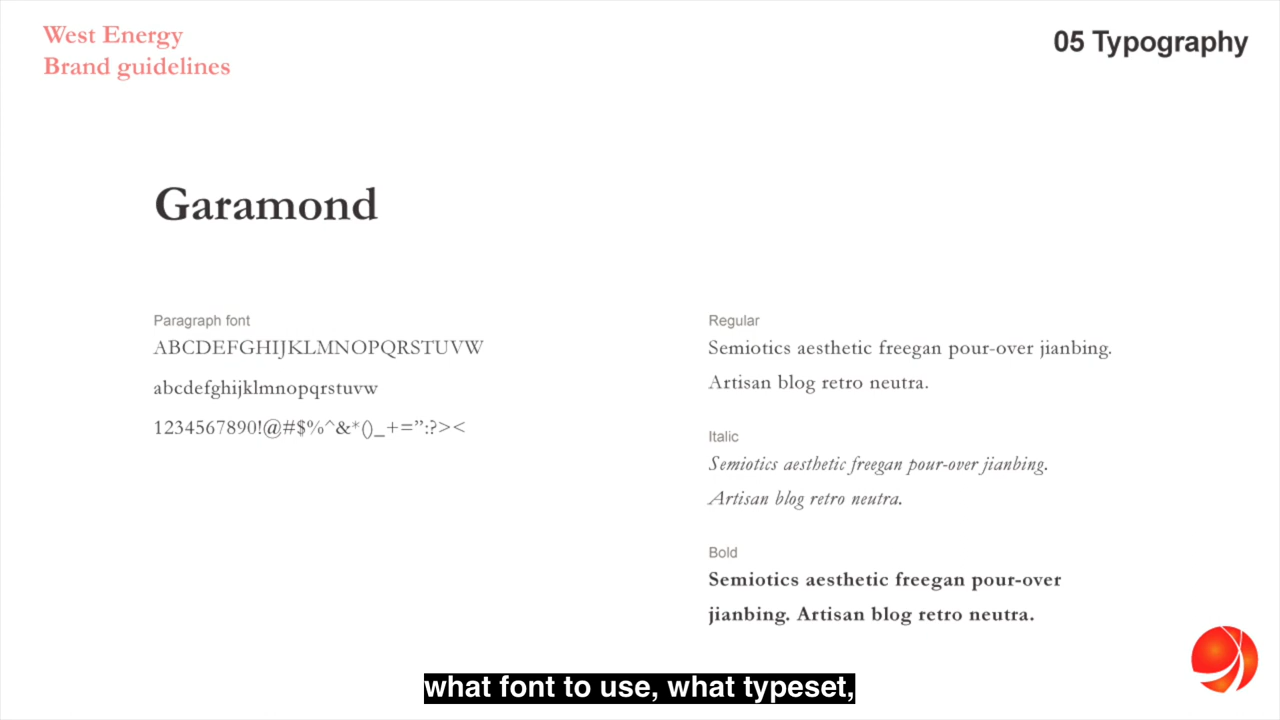 West Energy
Brand guidelines
05 Typography
Garamond
Paragraph font
ABCDEFGHIJKLMNOPQRSTUVW
abcdefghijklmnopqrstuvw
1234567890!@#$%^&*()_+=”:?><
Regular
Semiotics aesthetic freegan pour-over jianbing.
Artisan blog retro neutra.
Italic
Semiotics aesthetic freegan pour-over jianbing.
Artisan blog retro neutra.
Bold
Semiotics aesthetic freegan pour-over
jianbing. Artisan blog retro neutra.
what font to use, what typeset,